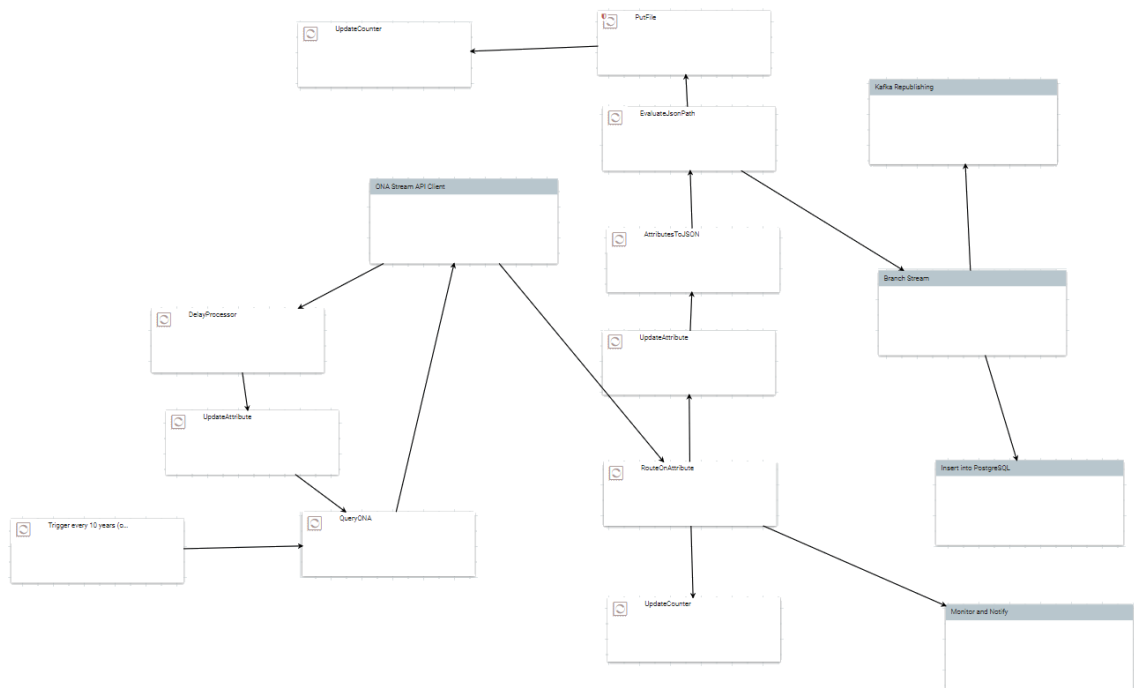 UpdateCounter
PutFile
Kafka Republishing
EvaluateJsonPath
ONA Stream API Client
AttributesToJSON
Branch Stream
DelayProcessor
UpdateAttribute
UpdateAttribute
RouteOnAttribute
Insert into PostgreSQL
Trigger every 10 years (o...
QueryONA
UpdateCounter
Monitor and Notify